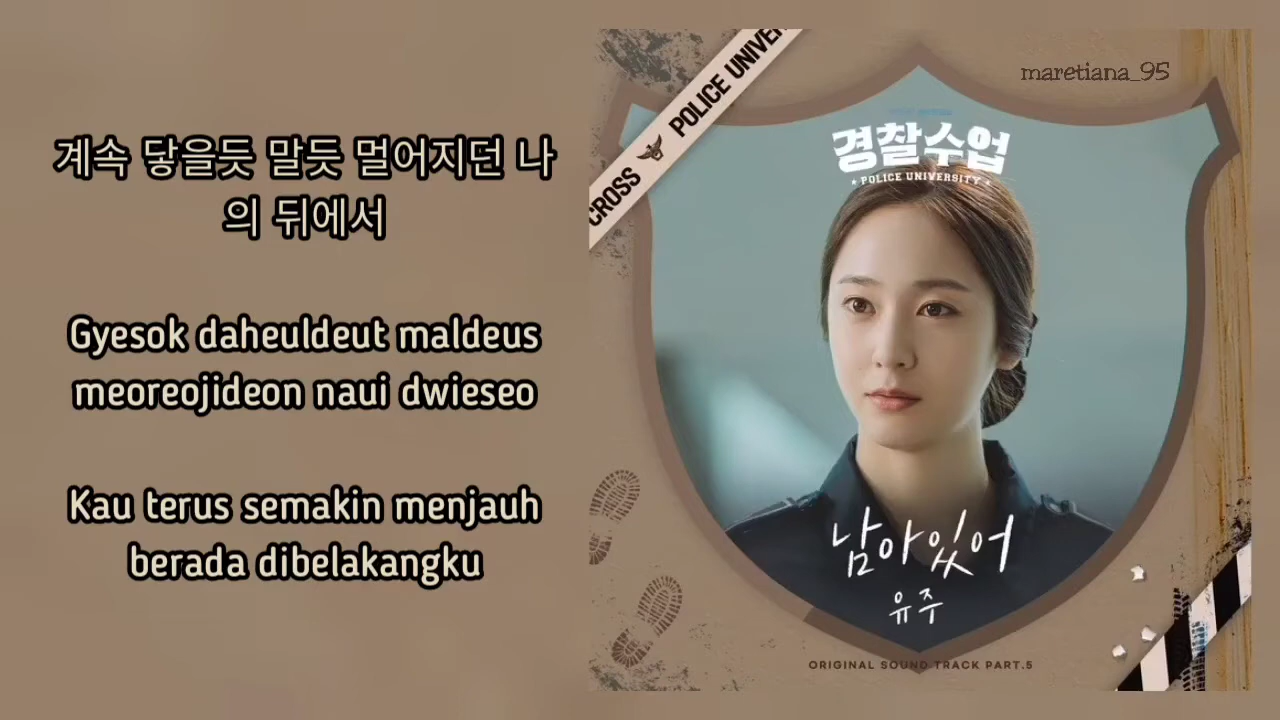 계속 닿을듯 말듯 멀어지던 나
의 뒤에서
Gyesok daheuldeut maldeus
meoreojideon naui dwieseo
Kau terus semakin menjauh
berada dibelakangku
maretiana_95
CROSS POLICE UNIVER
경찰수업
POLICE UNIVERSITY
남아있어
유주
ORIGINAL SOUND TRACK PART.5